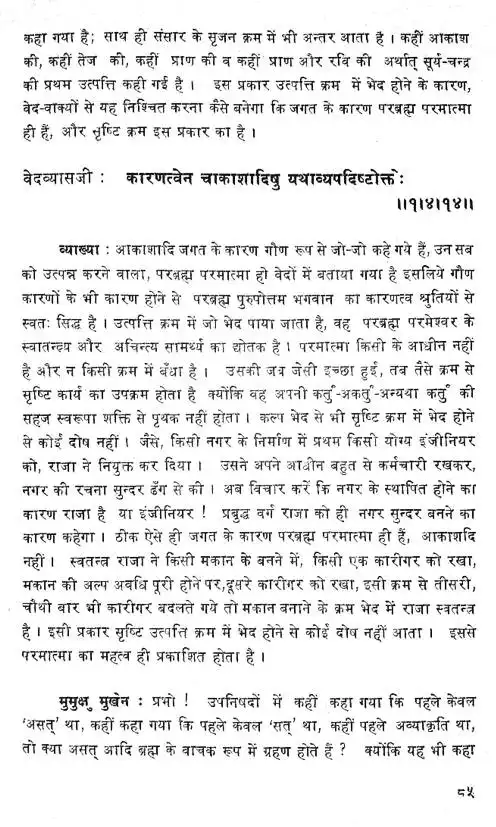 कहा गया है; साथ ही संसार के सृजन क्रम में भी अन्तर आता है । कहीं आकाश
की, कहीं तेज की, कहीं प्राण की व कहीं प्राण और रवि की अर्थात् सूर्य-चन्द्र
की प्रथम उत्पत्ति कही गई है । इस प्रकार उत्पत्ति क्रम में भेद होने के कारण,
वेद-वाक्यों से यह निश्चित करना कैसे बनेगा कि जगत के कारण परब्रह्म परमात्मा
ही हैं, और सृष्टि क्रम इस प्रकार का है ।
वेदव्यासजी : कारणत्वेन चाकाशादिषु यथाव्यपदिष्टोक्तेः
॥१।४।१४॥
व्याख्या : आकाशादि जगत के कारण गौण रूप से जो-जो कहे गये हैं, उन सब
को उत्पन्न करने वाला, परब्रह्म परमात्मा हो वेदों में बताया गया है इसलिये गौण
कारणों के भी कारण होने से परब्रह्म पुरुपोत्तम भगवान का कारणत्व श्रुतियों से
स्वतः सिद्ध है । उत्पत्ति क्रम में जो भेद पाया जाता है, वह परब्रह्म परमेश्वर के
स्वातन्त्र्य और अचिन्त्य सामर्थ्य का द्योतक है । परमात्मा किसी के आधीन नहीं
है और न किसी क्रम में बँधा है । उसकी जब जैसी इच्छा हुई, तब तैसे क्रम से
सृष्टि कार्य का उपक्रम होता है क्योंकि वह अपनी कर्तु-अकर्तु-अन्यथा कर्तु की
सहज स्वरूपा शक्ति से पृथक नहीं होता । कल्प भेद से भी सृष्टि क्रम में भेद होने
से कोई दोष नहीं । जैसे, किसी नगर के निर्माण में प्रथम किसी योग्य इंजीनियर
को, राजा ने नियुक्त कर दिया । उसने अपने आधीन बहुत से कर्मचारी रखकर,
नगर की रचना सुन्दर ढँग से की । अब विचार करें कि नगर के स्थापित होने का
कारण राजा है या इंजीनियर ! प्रबुद्ध वर्ग राजा को ही नगर सुन्दर बनने का
कारण कहेगा । ठीक ऐसे ही जगत के कारण परब्रह्म परमात्मा ही हैं, आकाशदि
नहीं । स्वतन्त्र राजा ने किसी मकान के बनने में, किसी एक कारीगर को रखा,
मकान की अल्प अवधि पूरी होने पर, दूसरे कारीगर को रखा, इसी क्रम से तीसरी,
चौथी बार भी कारीगर बदलते गये तो मकान बनाने के क्रम भेद में राजा स्वतन्त्र
है । इसी प्रकार सृष्टि उत्पति क्रम में भेद होने से कोई दोष नहीं आता । इससे
परमात्मा का महत्व ही प्रकाशित होता है ।
मुमुक्षु मुखेन : प्रभो ! उपनिषदों में कहीं कहा गया कि पहले केवल
'असत्' था, कहीं कहा गया कि पहले केवल 'सत्' था, कहीं पहले अव्याकृति था,
तो क्या असत् आदि ब्रह्म के वाचक रूप में ग्रहण होते हैं ? क्योंकि यह भी कहा
८५